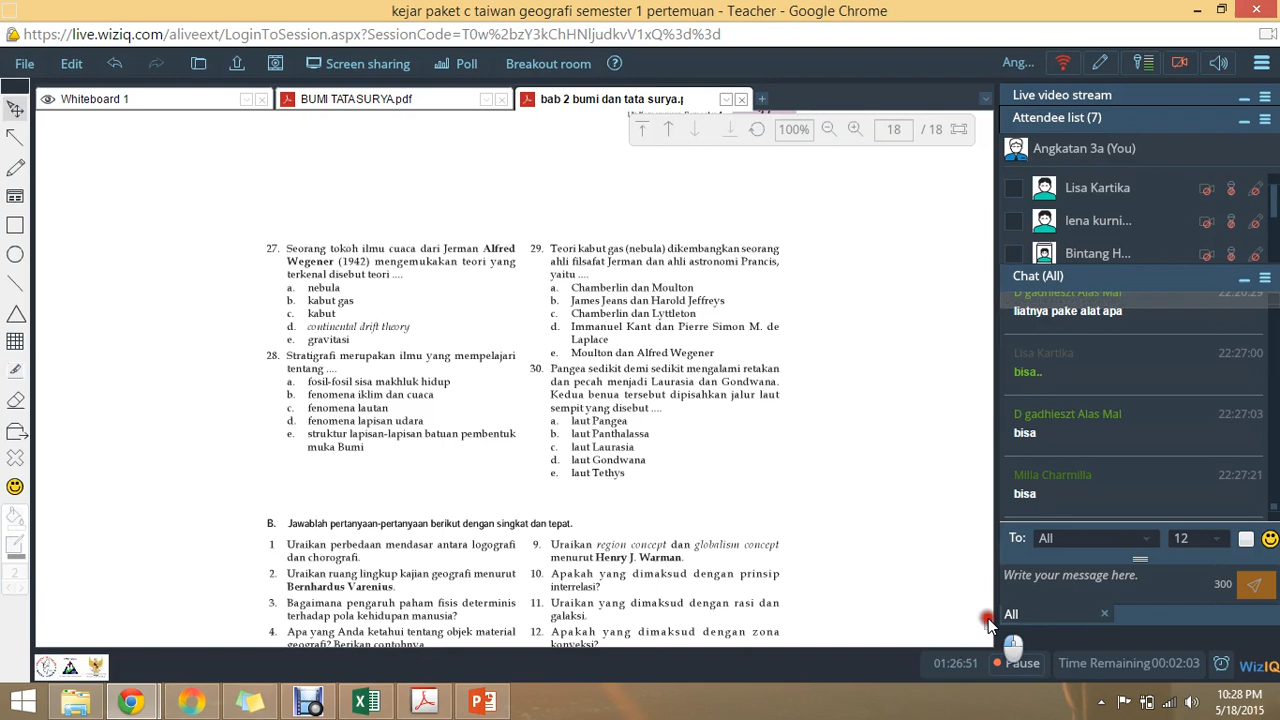 kejar paket c taiwan geografi semester 1 pertemuan - Teacher - Google Chrome
https://live.wiziq.com/aliveext/LoginToSession.aspx?SessionCode=T0w%2bzY3kChHNljudkV1xQ%3d%3d
File Edit Screen sharing Poll Breakout room Ang...
Whiteboard 1 BUMI TATA SURYA.pdf bab 2 bumi dan tata surya.p
100% 18 / 18
27. Seorang tokoh ilmu cuaca dari Jerman Alfred
Wegener (1942) mengemukakan teori yang
terkenal disebut teori ....
a. nebula
b. kabut gas
c. kabut
d. continental drift theory
e. gravitasi
28. Stratigrafi merupakan ilmu yang mempelajari
tentang ....
a. fosil-fosil sisa makhluk hidup
b. fenomena iklim dan cuaca
c. fenomena lautan
d. fenomena lapisan udara
e. struktur lapisan-lapisan batuan pembentuk
muka Bumi
29. Teori kabut gas (nebula) dikembangkan seorang
ahli filsafat Jerman dan ahli astronomi Prancis,
yaitu ....
a. Chamberlin dan Moulton
b. James Jeans dan Harold Jeffreys
c. Chamberlin dan Lyttleton
d. Immanuel Kant dan Pierre Simon M. de
Laplace
e. Moulton dan Alfred Wegener
30. Pangea sedikit demi sedikit mengalami retakan
dan pecah menjadi Laurasia dan Gondwana.
Kedua benua tersebut dipisahkan jalur laut
sempit yang disebut ....
a. laut Pangea
b. laut Panthalassa
c. laut Laurasia
d. laut Gondwana
e. laut Tethys
B. Jawablah pertanyaan-pertanyaan berikut dengan singkat dan tepat.
1 Uraikan perbedaan mendasar antara logografi
dan chorografi.
2. Uraikan ruang lingkup kajian geografi menurut
Bernhardus Varenius.
3. Bagaimana pengaruh paham fisis determinis
terhadap pola kehidupan manusia?
4. Apa yang Anda ketahui tentang objek material
geografi? Berikan contohnya
9. Uraikan region concept dan globalism concept
menurut Henry J. Warman.
10. Apakah yang dimaksud dengan prinsip
interrelasi?
11. Uraikan yang dimaksud dengan rasi dan
galaksi.
12. Apakah yang dimaksud dengan zona
konveksi?
Live video stream
Attendee list (7)
Angkatan 3a (You)
Lisa Kartika
lena kurni...
Bintang H...
Chat (All)
D gadhieszt Alas Mal 22:20:29
liatnya pake alat apa
Lisa Kartika 22:27:00
bisa..
D gadhieszt Alas Mal 22:27:03
bisa
Milla Charmilla 22:27:21
bisa
To: All 12
Write your message here.
300
All
01:26:51 Pause Time Remaining 00:02:03 WizIQ
2
10:28 PM
5/18/2015